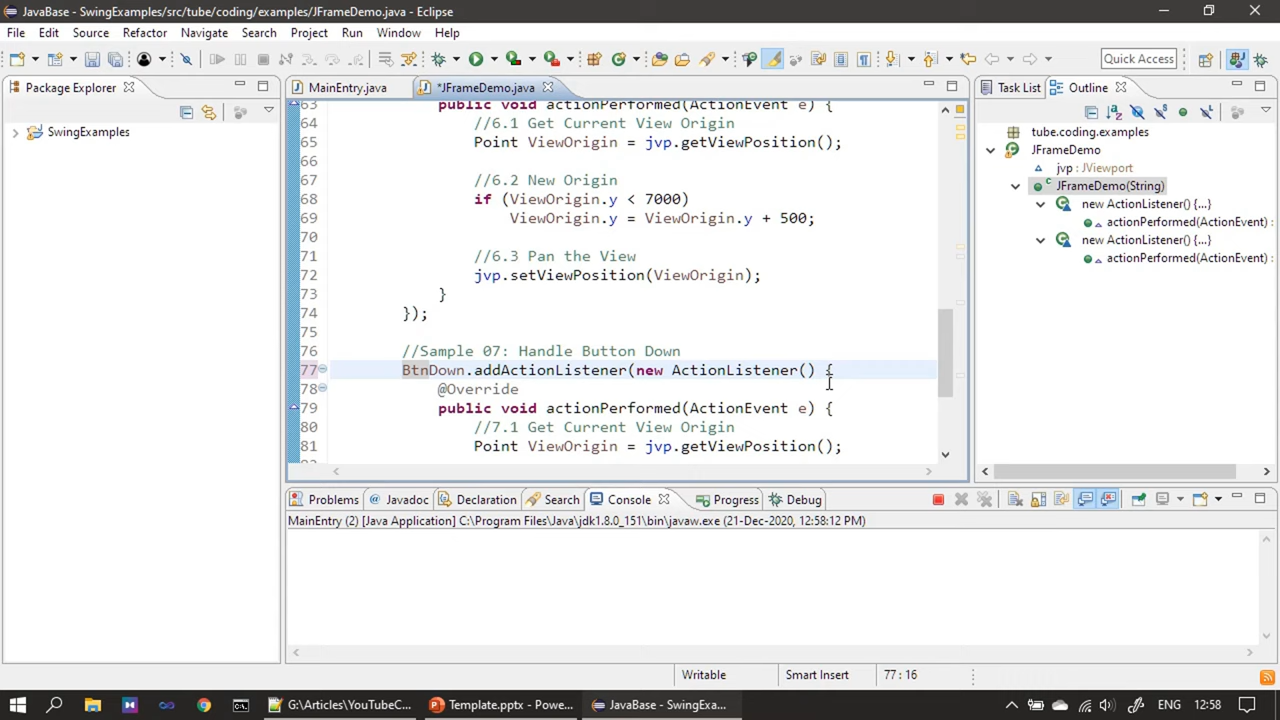 JavaBase - SwingExamples/src/tube/coding/examples/JFrameDemo.java - Eclipse
File Edit Source Refactor Navigate Search Project Run Window Help
Quick Access
Package Explorer
SwingExamples
MainEntry.java
*JFrameDemo.java
63 public void actionPerformed(ActionEvent e) {
64 //6.1 Get Current View Origin
65 Point ViewOrigin = jvp.getViewPosition();
66
67 //6.2 New Origin
68 if (ViewOrigin.y < 7000)
69 ViewOrigin.y = ViewOrigin.y + 500;
70
71 //6.3 Pan the View
72 jvp.setViewPosition(ViewOrigin);
73 }
74 });
75
76 //Sample 07: Handle Button Down
77 BtnDown.addActionListener(new ActionListener() {
78 @Override
79 public void actionPerformed(ActionEvent e) {
80 //7.1 Get Current View Origin
81 Point ViewOrigin = jvp.getViewPosition();
Task List Outline
tube.coding.examples
JFrameDemo
jvp : JViewport
JFrameDemo(String)
new ActionListener() {...}
actionPerformed(ActionEvent) :
new ActionListener() {...}
actionPerformed(ActionEvent) :
Problems Javadoc Declaration Search Console Progress Debug
MainEntry (2) [Java Application] C:\Program Files\Java\jdk1.8.0_151\bin\javaw.exe (21-Dec-2020, 12:58:12 PM)
Writable Smart Insert 77 : 16
G:\Articles\YouTubeC... Template.pptx - Powe... JavaBase - SwingExa... ENG 12:58